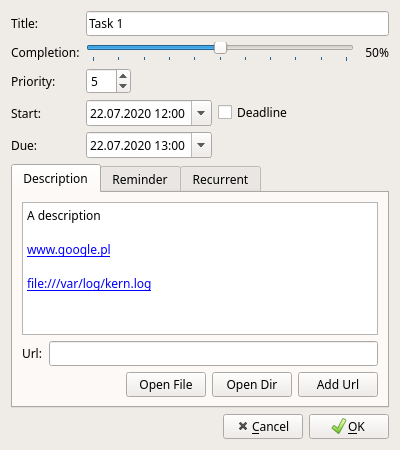 Title: Task 1
Completion: 50%
Priority: 5
Start: 22.07.2020 12:00 Deadline
Due: 22.07.2020 13:00
Description Reminder Recurrent
A description
www.google.pl
file:///var/log/kern.log
Url:
Open File Open Dir Add Url
Cancel OK